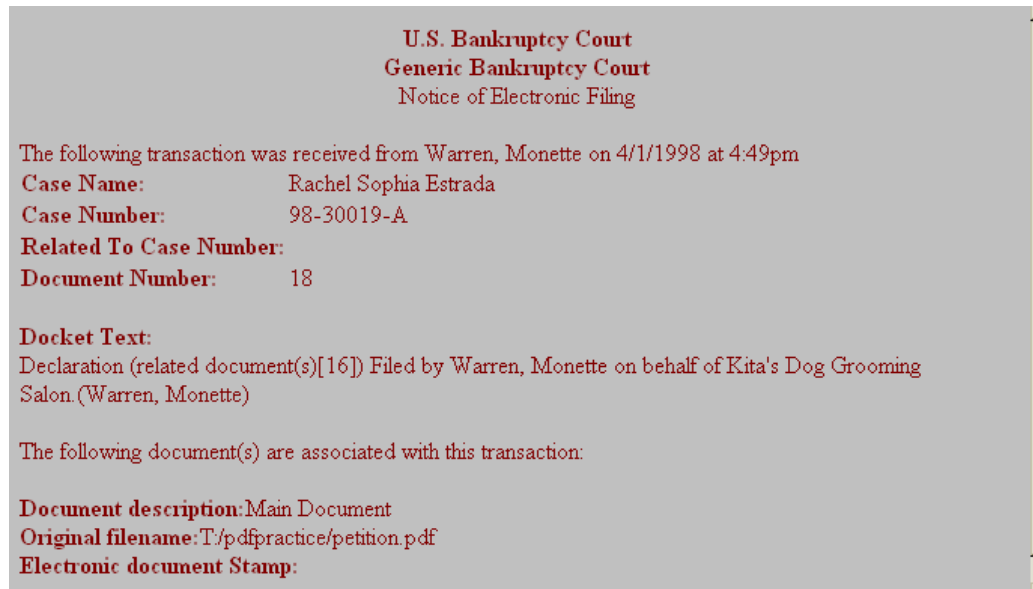 U.S. Bankruptcy Court
Generic Bankruptcy Court
Notice of Electronic Filing
The following transaction was received from Warren, Monette on 4/1/1998 at 4:49pm
Case Name: Rachel Sophia Estrada
Case Number: 98-30019-A
Related To Case Number:
Document Number: 18
Docket Text:
Declaration (related document(s)[16]) Filed by Warren, Monette on behalf of Kita's Dog Grooming
Salon.(Warren, Monette)
The following document(s) are associated with this transaction:
Document description:Main Document
Original filename:T:/pdfpractice/petition.pdf
Electronic document Stamp: